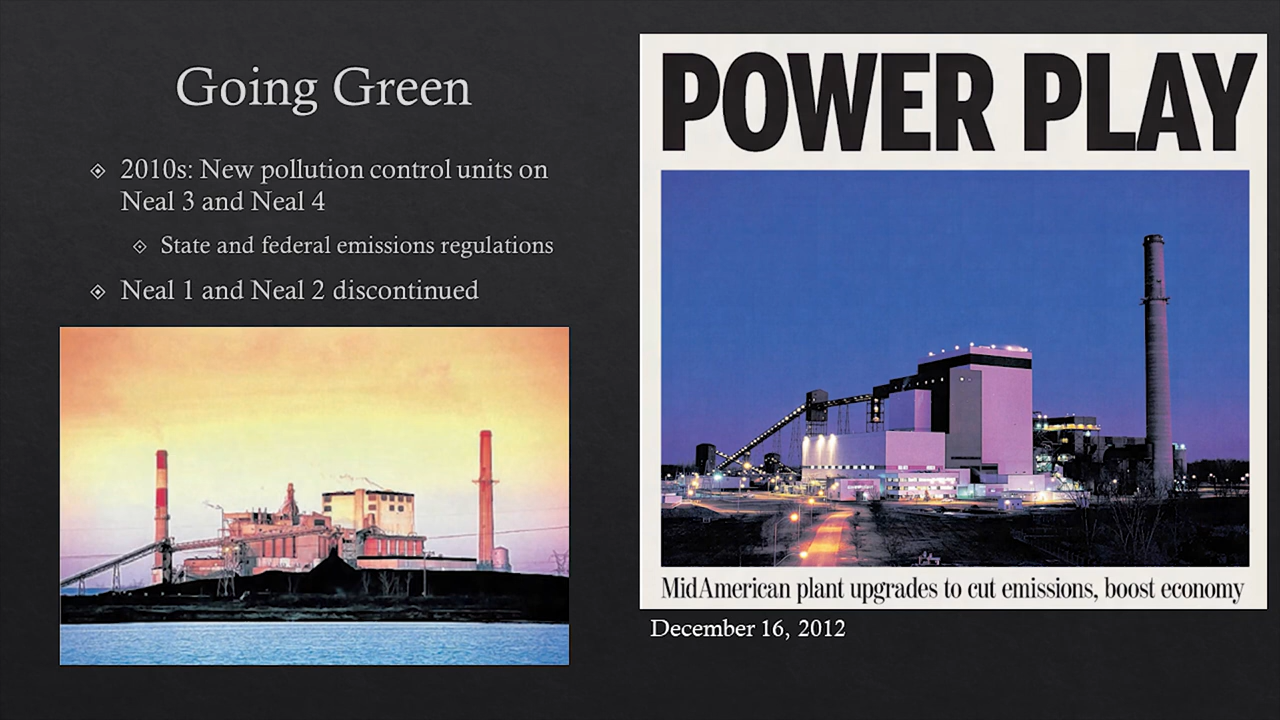 Going Green
2010s: New pollution control units on
Neal 3 and Neal 4
State and federal emissions regulations
Neal 1 and Neal 2 discontinued
POWER PLAY
MidAmerican plant upgrades to cut emissions, boost economy
December 16, 2012